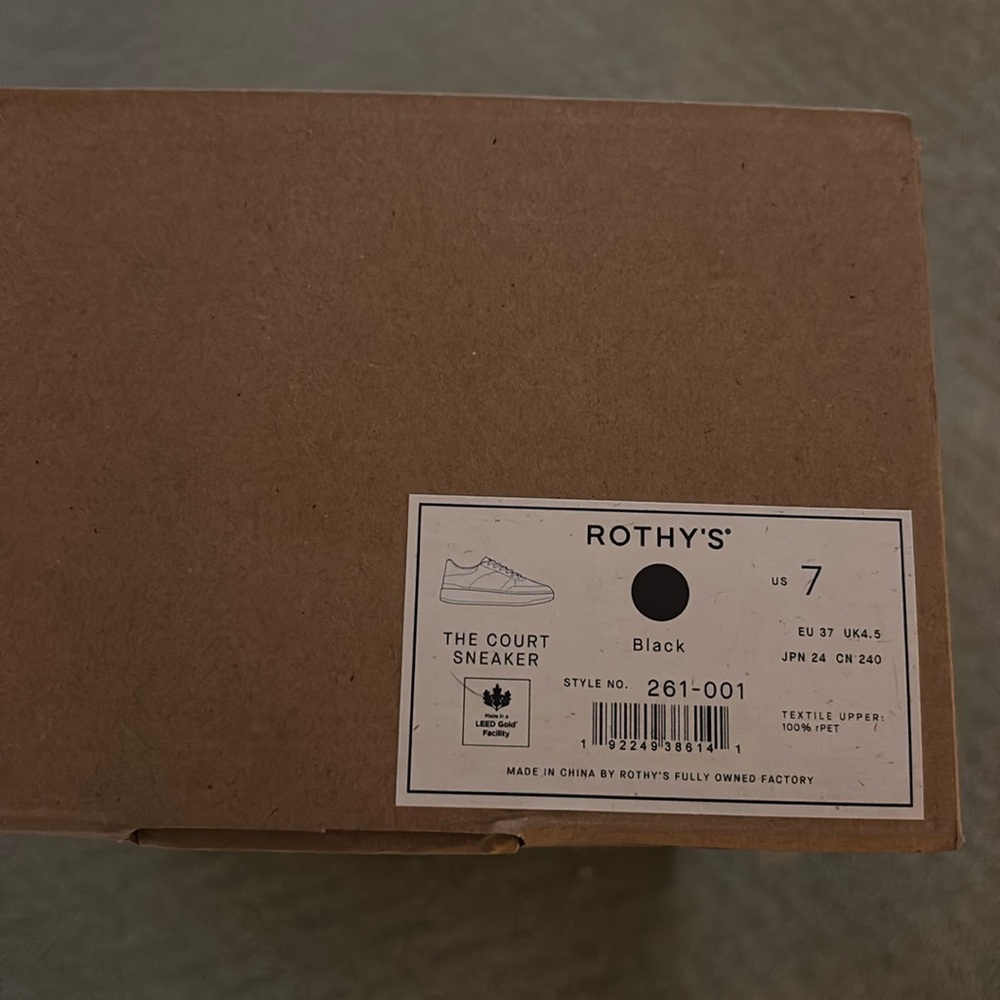 ROTHY'S®
US 7
THE COURT
SNEAKER
Black
EU 37 UK4.5
JPN 24 CN 240
STYLE NO. 261-001
Made in a
LEED Gold®
Facility
1 92249 38614 1
TEXTILE UPPER:
100% rPET
MADE IN CHINA BY ROTHY'S FULLY OWNED FACTORY